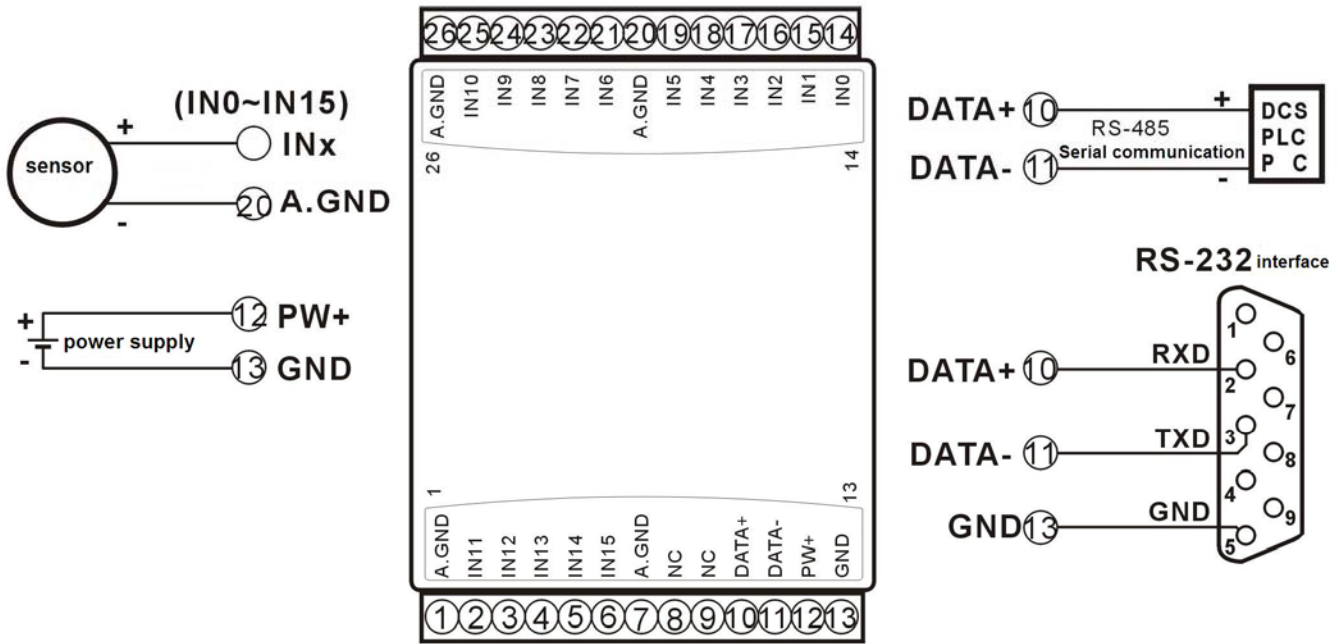 26 25 24 23 22 21 20 19 18 17 16 15 14
A.GND IN10 IN9 IN8 IN7 IN6 A.GND IN5 IN4 IN3 IN2 IN1 IN0
26 14
(IN0~IN15)
+ INx
sensor
- 20 A.GND
+ 12 PW+
power supply
- 13 GND
DATA+ 10 + DCS
RS-485 PLC
Serial communication P C
DATA- 11 -
RS-232 interface
1
6
DATA+ 10 RXD 2
7
DATA- 11 TXD 3
8
4
9
GND 13 GND 5
1 13
A.GND IN11 IN12 IN13 IN14 IN15 A.GND NC NC DATA+ DATA- PW+ GND
1 2 3 4 5 6 7 8 9 10 11 12 13